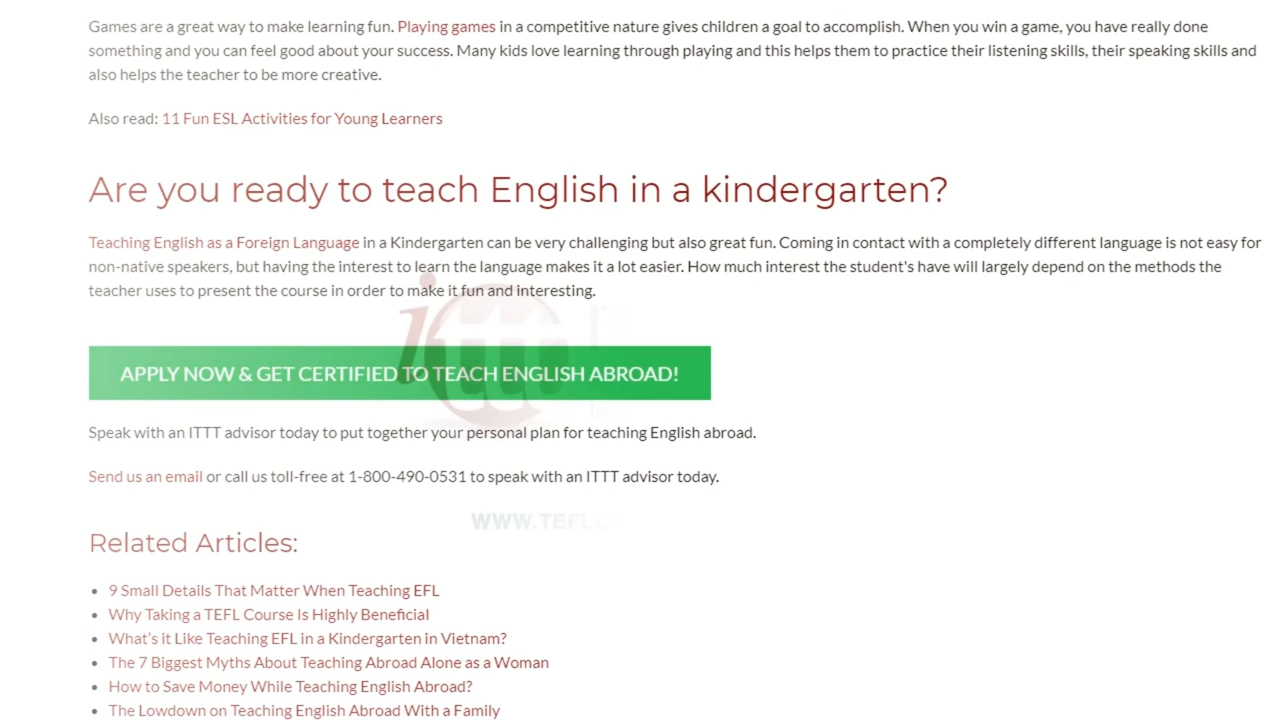 Games are a great way to make learning fun. Playing games in a competitive nature gives children a goal to accomplish. When you win a game, you have really done
something and you can feel good about your success. Many kids love learning through playing and this helps them to practice their listening skills, their speaking skills and
also helps the teacher to be more creative.
Also read: 11 Fun ESL Activities for Young Learners
Are you ready to teach English in a kindergarten?
Teaching English as a Foreign Language in a Kindergarten can be very challenging but also great fun. Coming in contact with a completely different language is not easy for
non-native speakers, but having the interest to learn the language makes it a lot easier. How much interest the student's have will largely depend on the methods the
teacher uses to present the course in order to make it fun and interesting.
ittt
APPLY NOW & GET CERTIFIED TO TEACH ENGLISH ABROAD!
Speak with an ITTT advisor today to put together your personal plan for teaching English abroad.
Send us an email or call us toll-free at 1-800-490-0531 to speak with an ITTT advisor today.
WWW.TEFL
Related Articles:
9 Small Details That Matter When Teaching EFL
Why Taking a TEFL Course Is Highly Beneficial
What's it Like Teaching EFL in a Kindergarten in Vietnam?
The 7 Biggest Myths About Teaching Abroad Alone as a Woman
How to Save Money While Teaching English Abroad?
The Lowdown on Teaching English Abroad With a Family